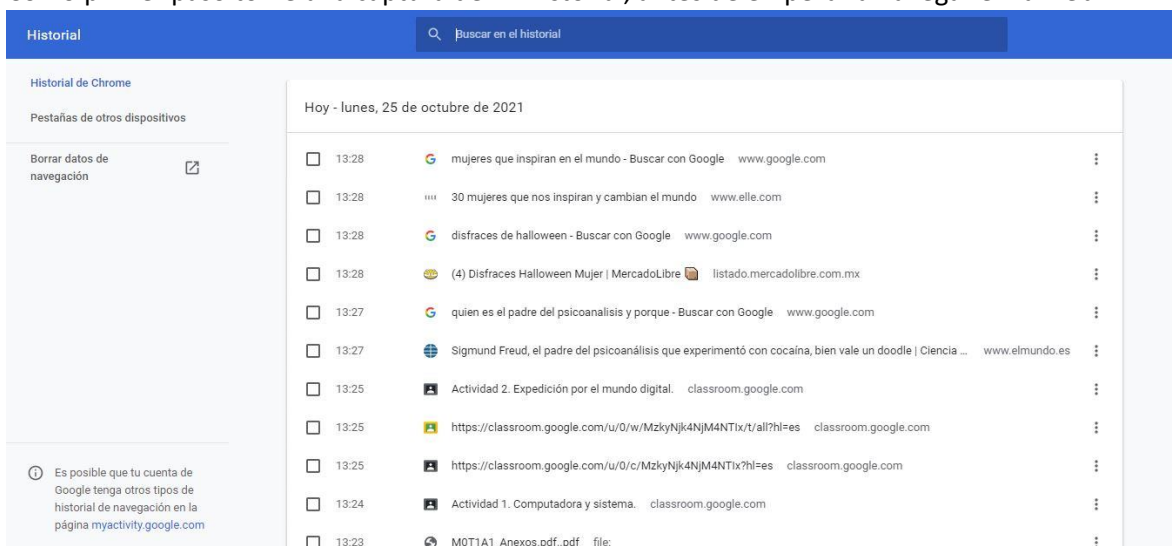 Historial
Buscar en el historial
Historial de Chrome
Pestañas de otros dispositivos
Borrar datos de
navegación
Es posible que tu cuenta de
Google tenga otros tipos de
historial de navegación en la
página myactivity.google.com
Hoy - lunes, 25 de octubre de 2021
13:28 mujeres que inspiran en el mundo - Buscar con Google www.google.com
13:28 30 mujeres que nos inspiran y cambian el mundo www.elle.com
13:28 disfraces de halloween - Buscar con Google www.google.com
13:28 (4) Disfraces Halloween Mujer | MercadoLibre listado.mercadolibre.com.mx
13:27 quien es el padre del psicoanalisis y porque - Buscar con Google www.google.com
13:27 Sigmund Freud, el padre del psicoanálisis que experimentó con cocaína, bien vale un doodle | Ciencia ... www.elmundo.es
13:25 Actividad 2. Expedición por el mundo digital. classroom.google.com
13:25 https://classroom.google.com/u/0/w/MzkyNjk4NjM4NTIx/t/all?hl=es classroom.google.com
13:25 https://classroom.google.com/u/0/c/MzkyNjk4NjM4NTIx?hl=es classroom.google.com
13:24 Actividad 1. Computadora y sistema. classroom.google.com
13:23 M0T1A1_Anexos.pdf..pdf file: